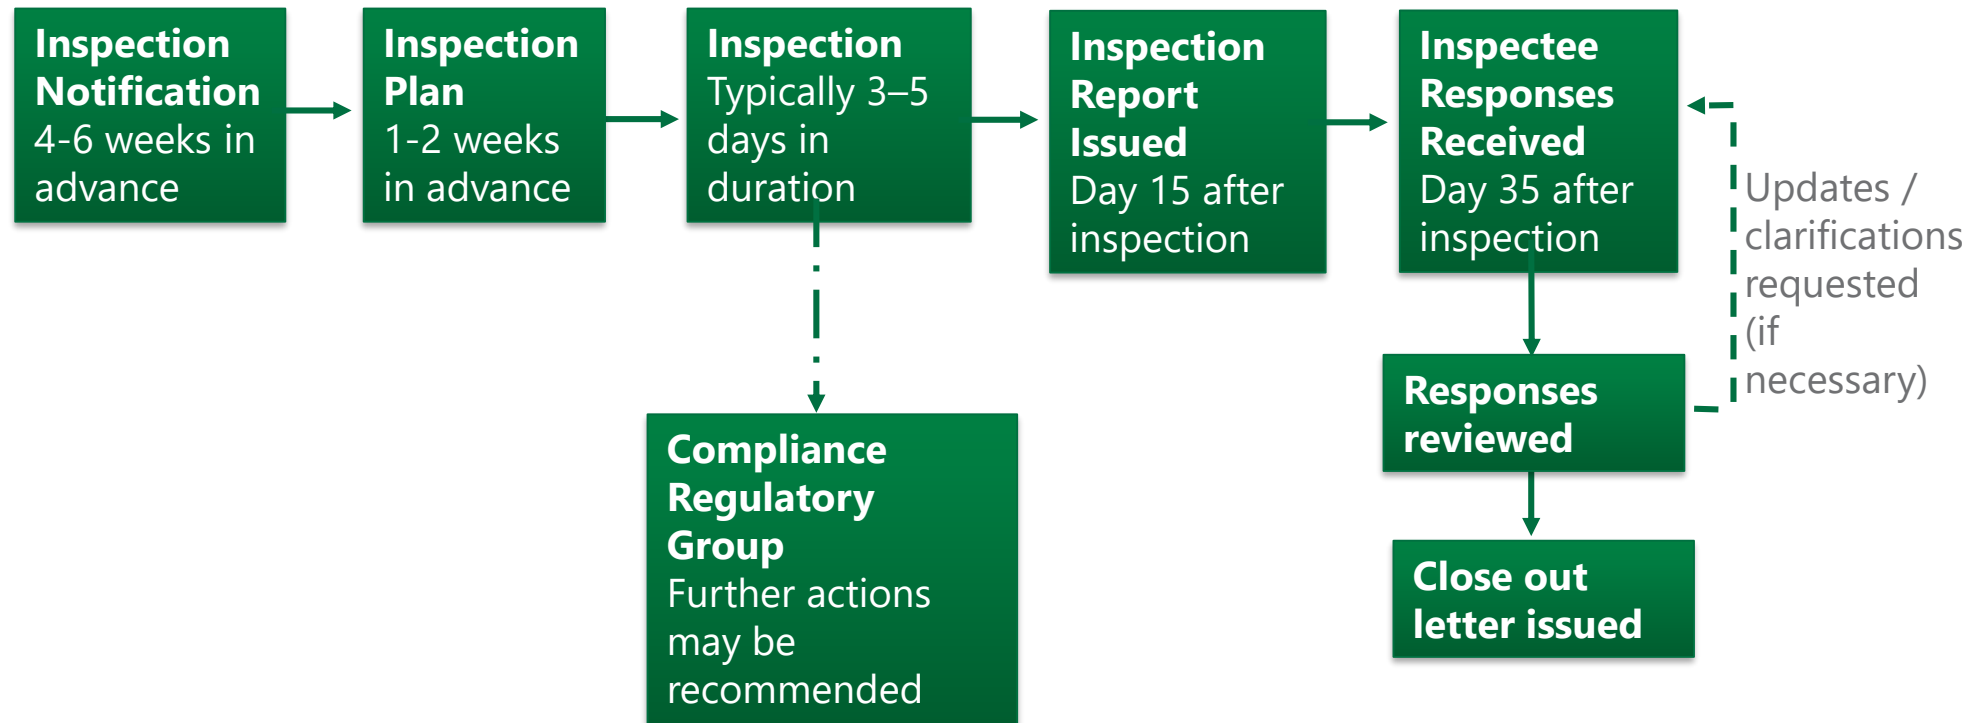 Inspection
Notification
4-6 weeks in
advance
Inspection
Plan
1-2 weeks
in advance
Inspection
Typically 3–5
days in
duration
Inspection
Report
Issued
Day 15 after
inspection
Inspectee
Responses
Received
Day 35 after
inspection
Updates /
clarifications
requested
(if
necessary)
Responses
reviewed
Compliance
Regulatory
Group
Further actions
may be
recommended
Close out
letter issued